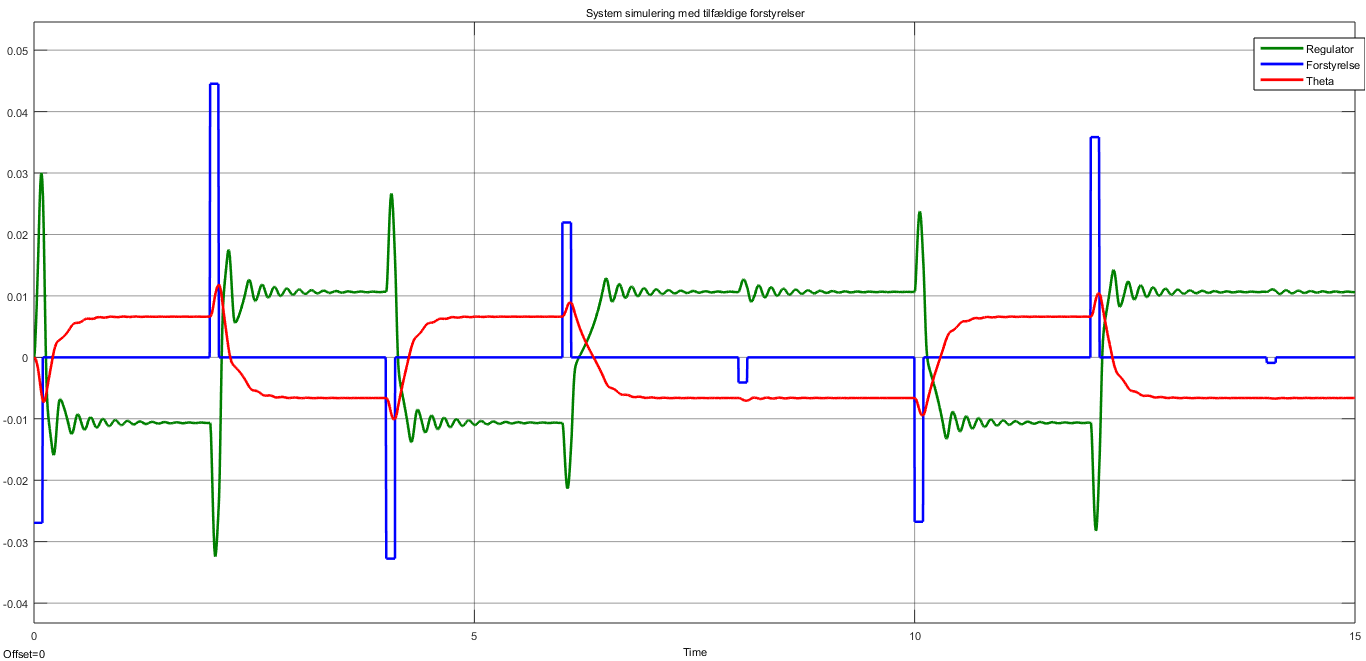 System simulering med tilfældige forstyrelser
Regulator
Forstyrelse
Theta
0.05
0.04
0.03
0.02
0.01
0
-0.01
-0.02
-0.03
-0.04
0 5 10 15
Time
Offset=0